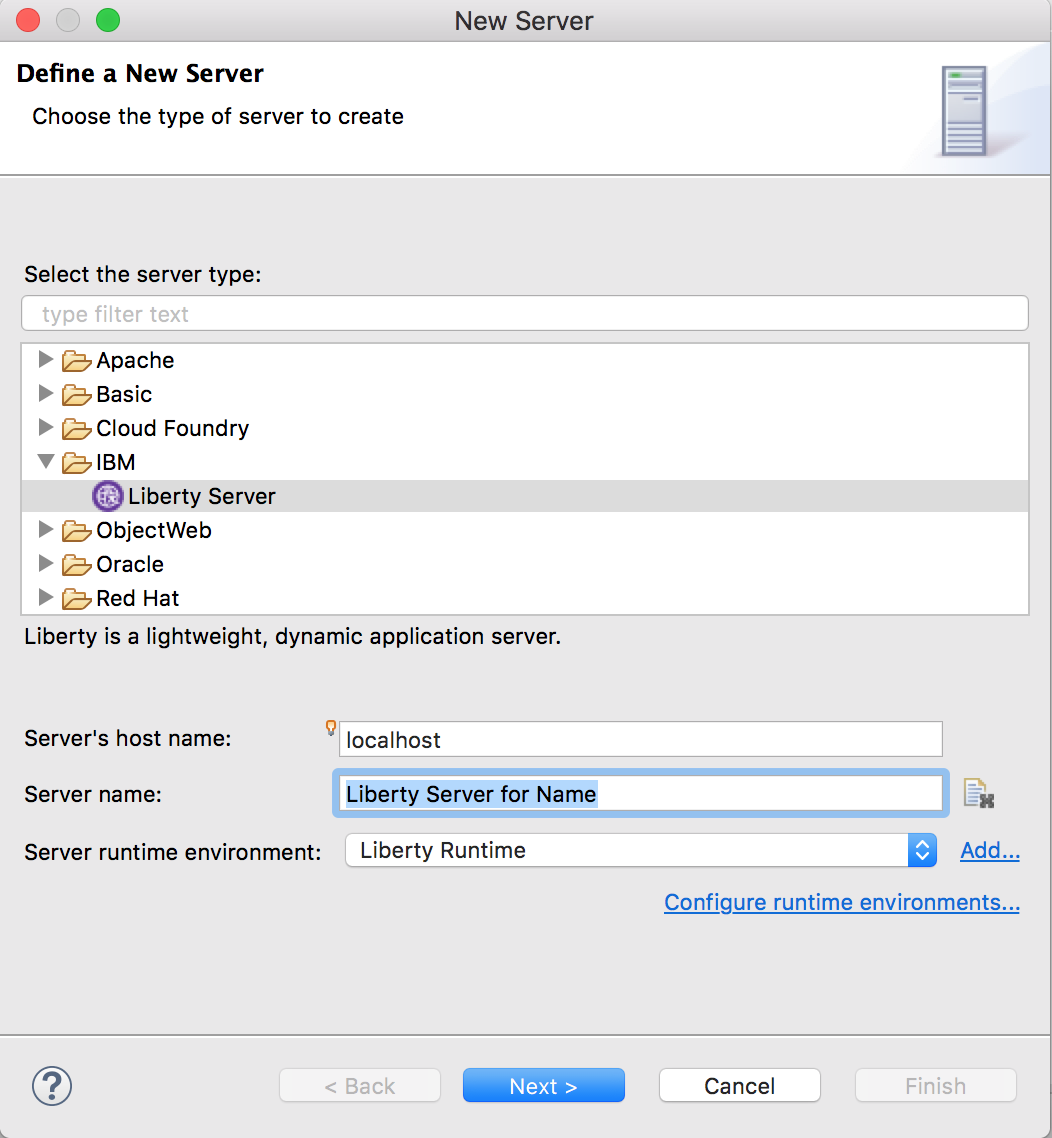 New Server
Define a New Server
Choose the type of server to create
Select the server type:
type filter text
Apache
Basic
Cloud Foundry
IBM
Liberty Server
ObjectWeb
Oracle
Red Hat
Liberty is a lightweight, dynamic application server.
Server's host name: localhost
Server name: Liberty Server for Name
Server runtime environment: Liberty Runtime Add...
Configure runtime environments...
? < Back Next > Cancel Finish